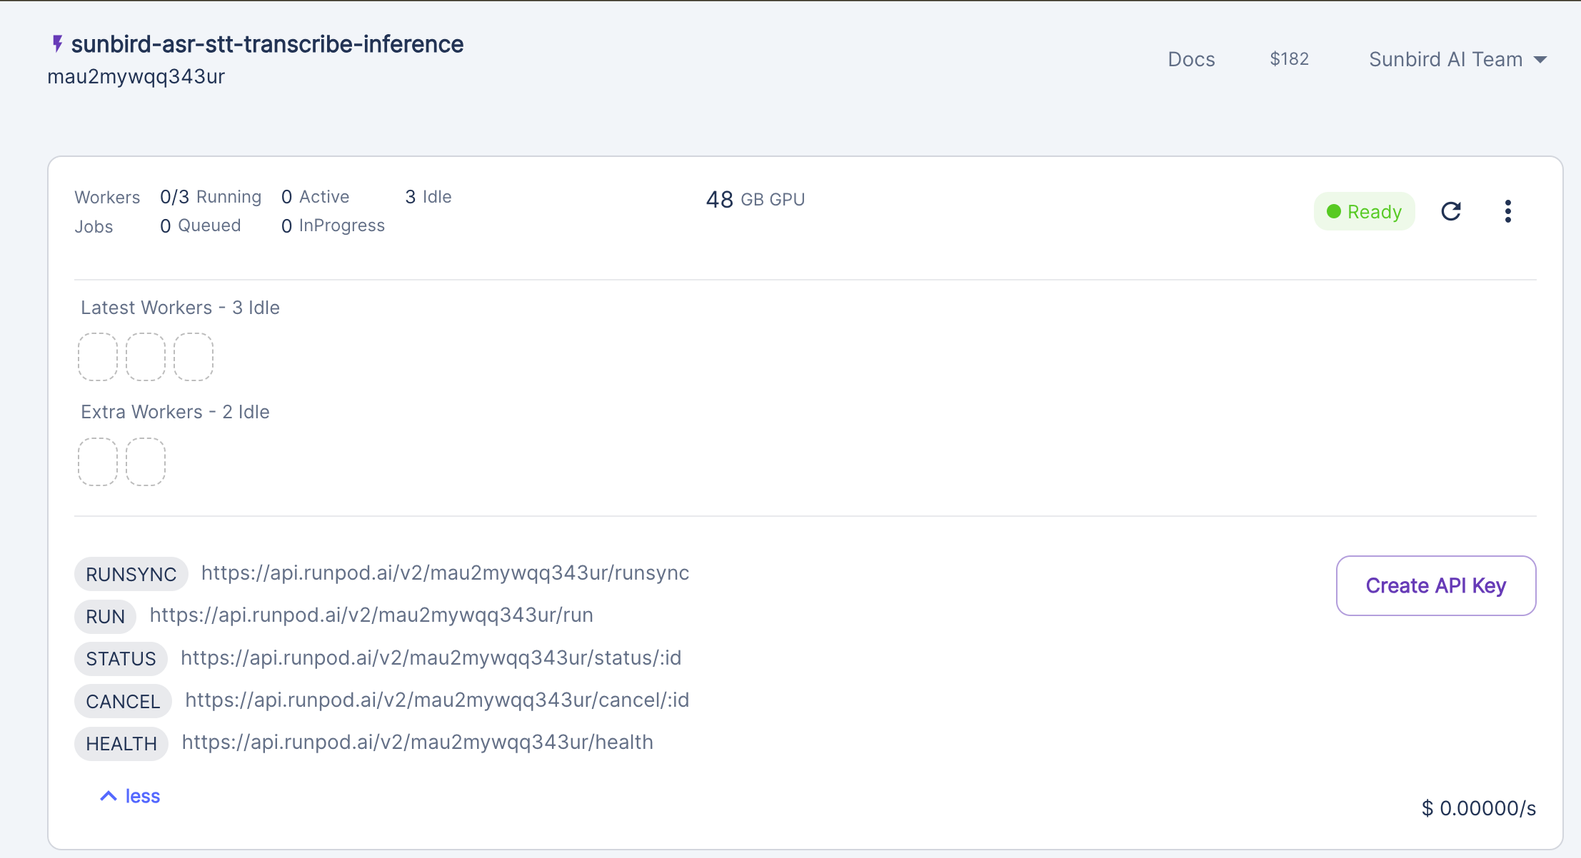 sunbird-asr-stt-transcribe-inference
mau2mywqq343ur
Docs $182 Sunbird AI Team
Workers 0/3 Running 0 Active 3 Idle
Jobs 0 Queued 0 InProgress
48 GB GPU
Ready
Latest Workers - 3 Idle
Extra Workers - 2 Idle
RUNSYNC https://api.runpod.ai/v2/mau2mywqq343ur/runsync
Create API Key
RUN https://api.runpod.ai/v2/mau2mywqq343ur/run
STATUS https://api.runpod.ai/v2/mau2mywqq343ur/status/:id
CANCEL https://api.runpod.ai/v2/mau2mywqq343ur/cancel/:id
HEALTH https://api.runpod.ai/v2/mau2mywqq343ur/health
less
$ 0.00000/s